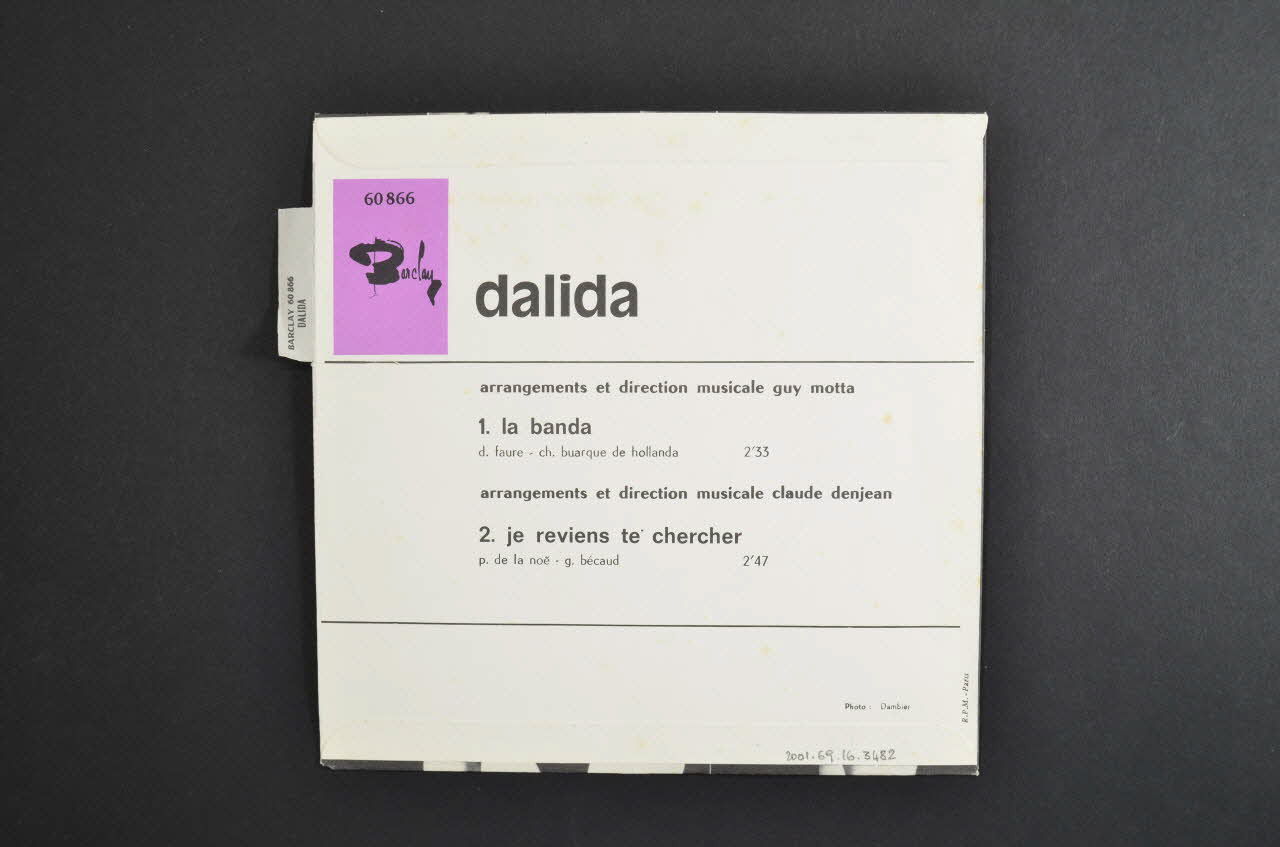 60 866
Barclay
dalida
BARCLAY 60 866
DALIDA
arrangements et direction musicale guy motta
1. la banda
d. faure - ch. buarque de hollanda 2'33
arrangements et direction musicale claude denjean
2. je reviens te chercher
p. de la noë - g. bécaud 2'47
Photo : Dambier
R.P.M. - Paris
2001.69.16.3482